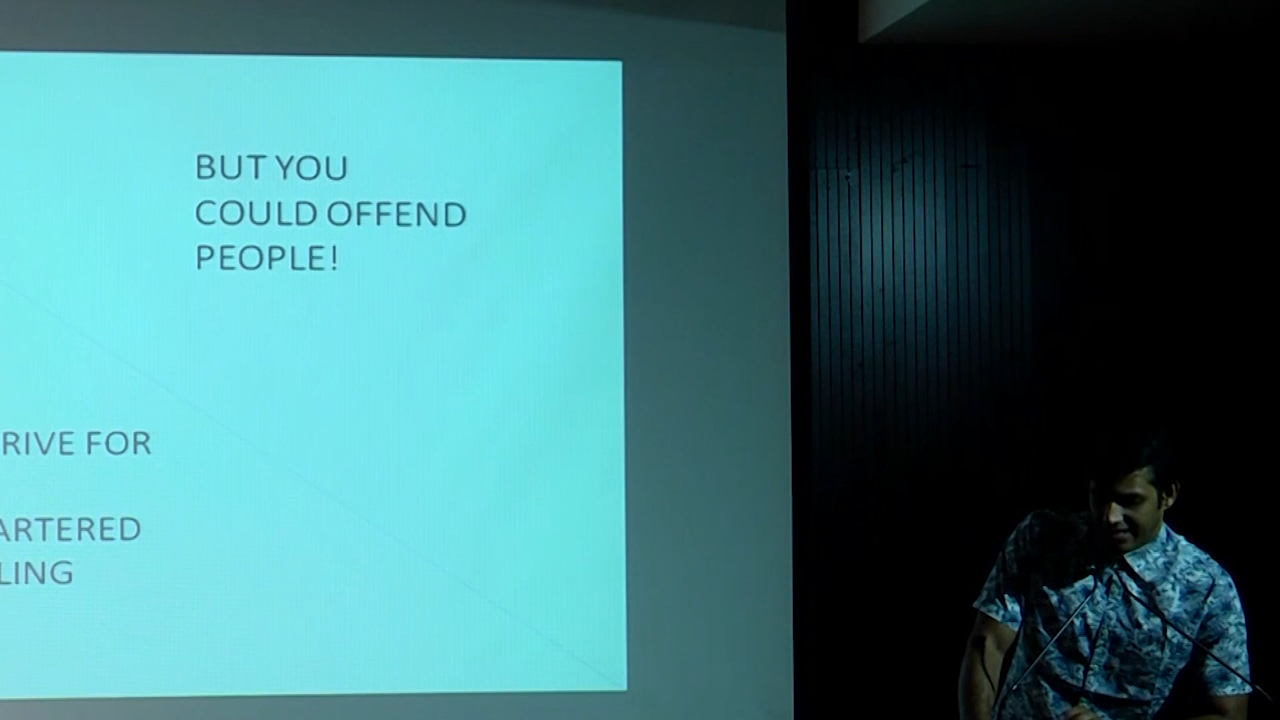 BUT YOU
COULD OFFEND
PEOPLE!
RIVE FOR
ARTERED
LING